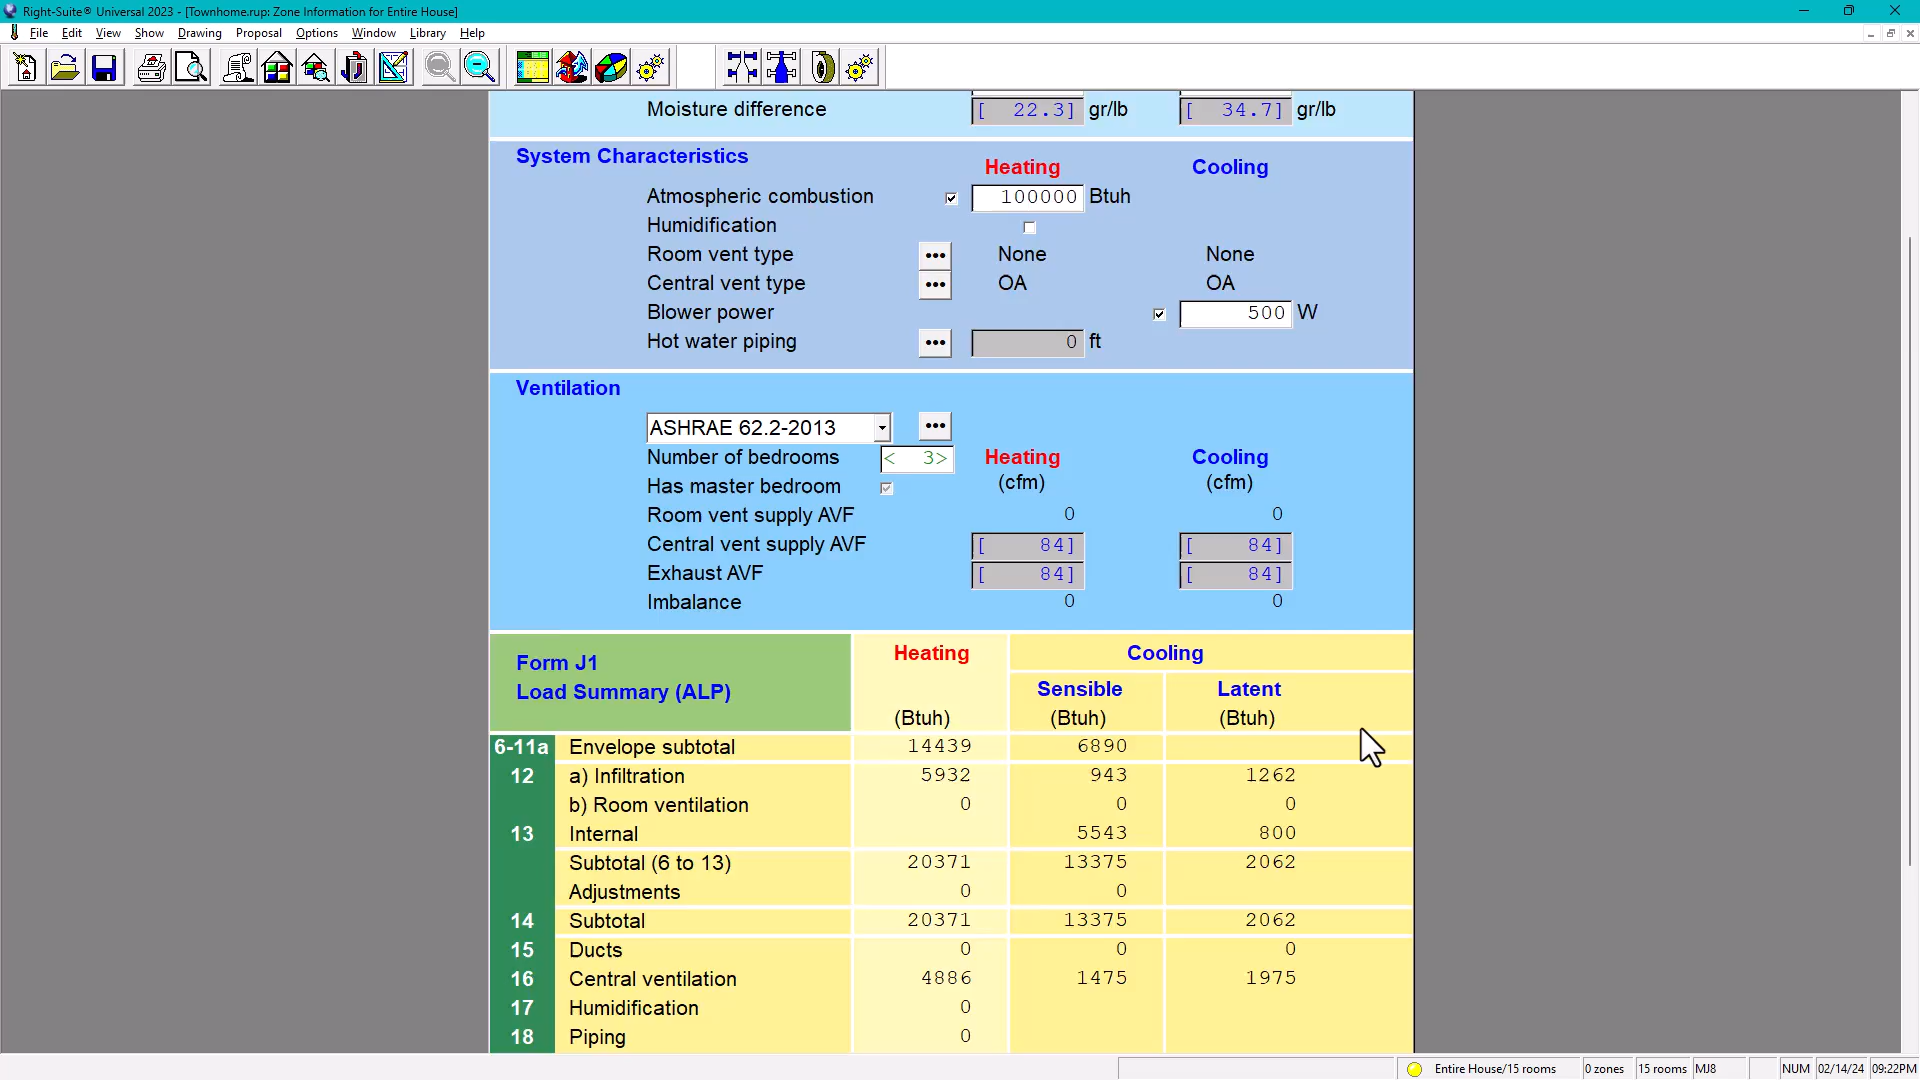 Right-Suite® Universal 2023 - [Townhome.rup: Zone Information for Entire House]
File Edit View Show Drawing Proposal Options Window Library Help
Moisture difference [ 22.3] gr/lb [ 34.7] gr/lb
System Characteristics
Heating Cooling
Atmospheric combustion 100000 Btuh
Humidification
Room vent type ••• None None
Central vent type ••• OA OA
Blower power 500 W
Hot water piping ••• 0 ft
Ventilation
ASHRAE 62.2-2013 •••
Number of bedrooms < 3> Heating Cooling
Has master bedroom (cfm) (cfm)
Room vent supply AVF 0 0
Central vent supply AVF [ 84] [ 84]
Exhaust AVF [ 84] [ 84]
Imbalance 0 0
Form J1 Heating Cooling
Load Summary (ALP) Sensible Latent
(Btuh) (Btuh) (Btuh)
6-11a Envelope subtotal 14439 6890
12 a) Infiltration 5932 943 1262
b) Room ventilation 0 0 0
13 Internal 5543 800
Subtotal (6 to 13) 20371 13375 2062
Adjustments 0 0
14 Subtotal 20371 13375 2062
15 Ducts 0 0 0
16 Central ventilation 4886 1475 1975
17 Humidification 0
18 Piping 0
Entire House/15 rooms 0 zones 15 rooms MJ8 NUM 02/14/24 09:22PM